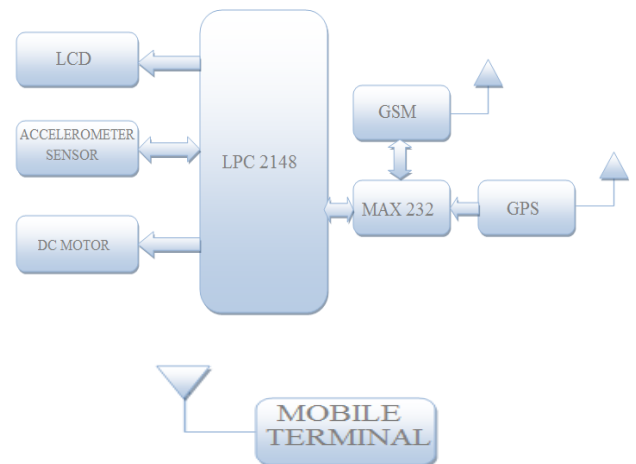 LCD
ACCELEROMETER
SENSOR
DC MOTOR
LPC 2148
GSM
MAX 232
GPS
MOBILE
TERMINAL